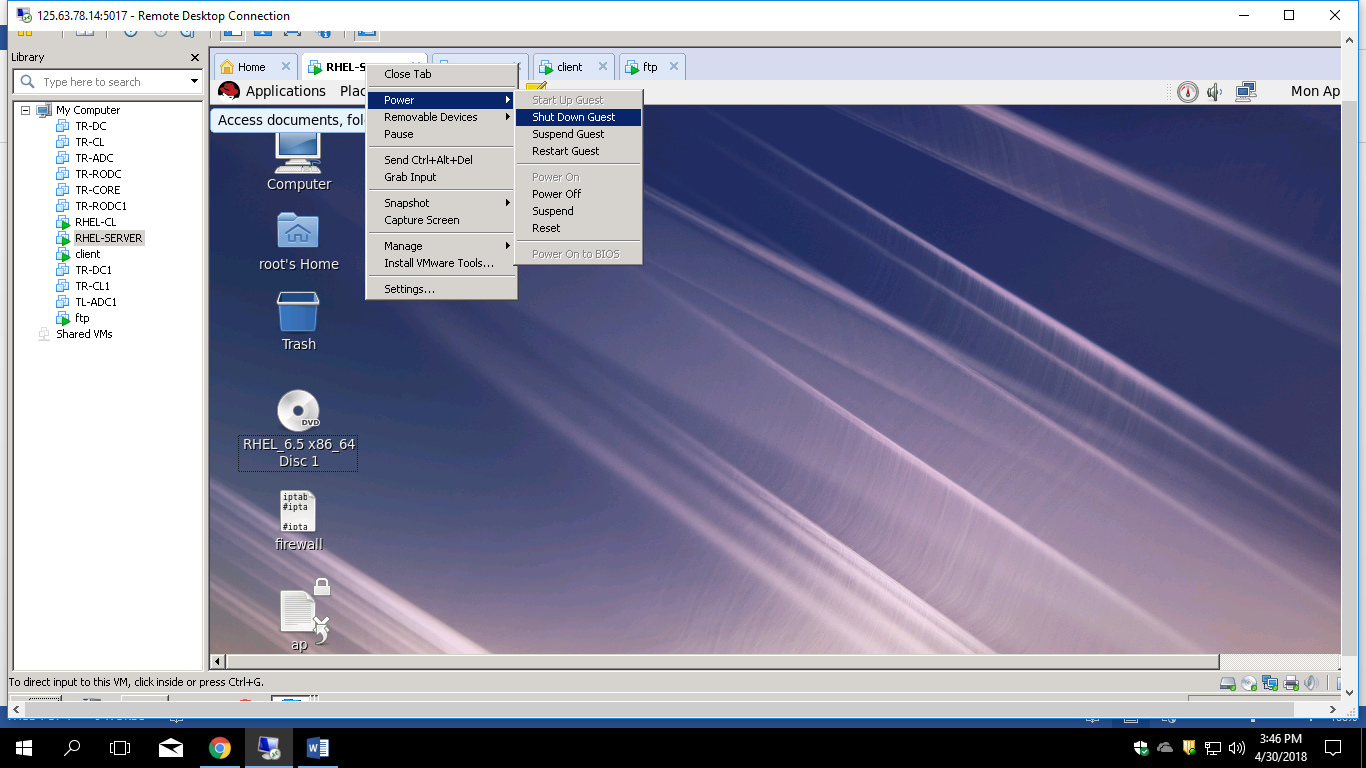 125.63.78.14:5017 - Remote Desktop Connection
Library
Type here to search
My Computer
TR-DC
TR-CL
TR-ADC
TR-RODC
TR-CORE
TR-RODC1
RHEL-CL
RHEL-SERVER
client
TR-DC1
TR-CL1
TL-ADC1
ftp
Shared VMs
Home
RHEL-S
client
ftp
Applications
Plac
Mon Ap
Access documents, fol
Close Tab
Power
Removable Devices
Pause
Send Ctrl+Alt+Del
Grab Input
Snapshot
Capture Screen
Manage
Install VMware Tools...
Settings...
Start Up Guest
Shut Down Guest
Suspend Guest
Restart Guest
Power On
Power Off
Suspend
Reset
Power On to BIOS
Computer
root's Home
Trash
DVD
RHEL_6.5 x86_64
Disc 1
iptab
#ipta
#ipta
firewall
ap
To direct input to this VM, click inside or press Ctrl+G.
3:46 PM
4/30/2018